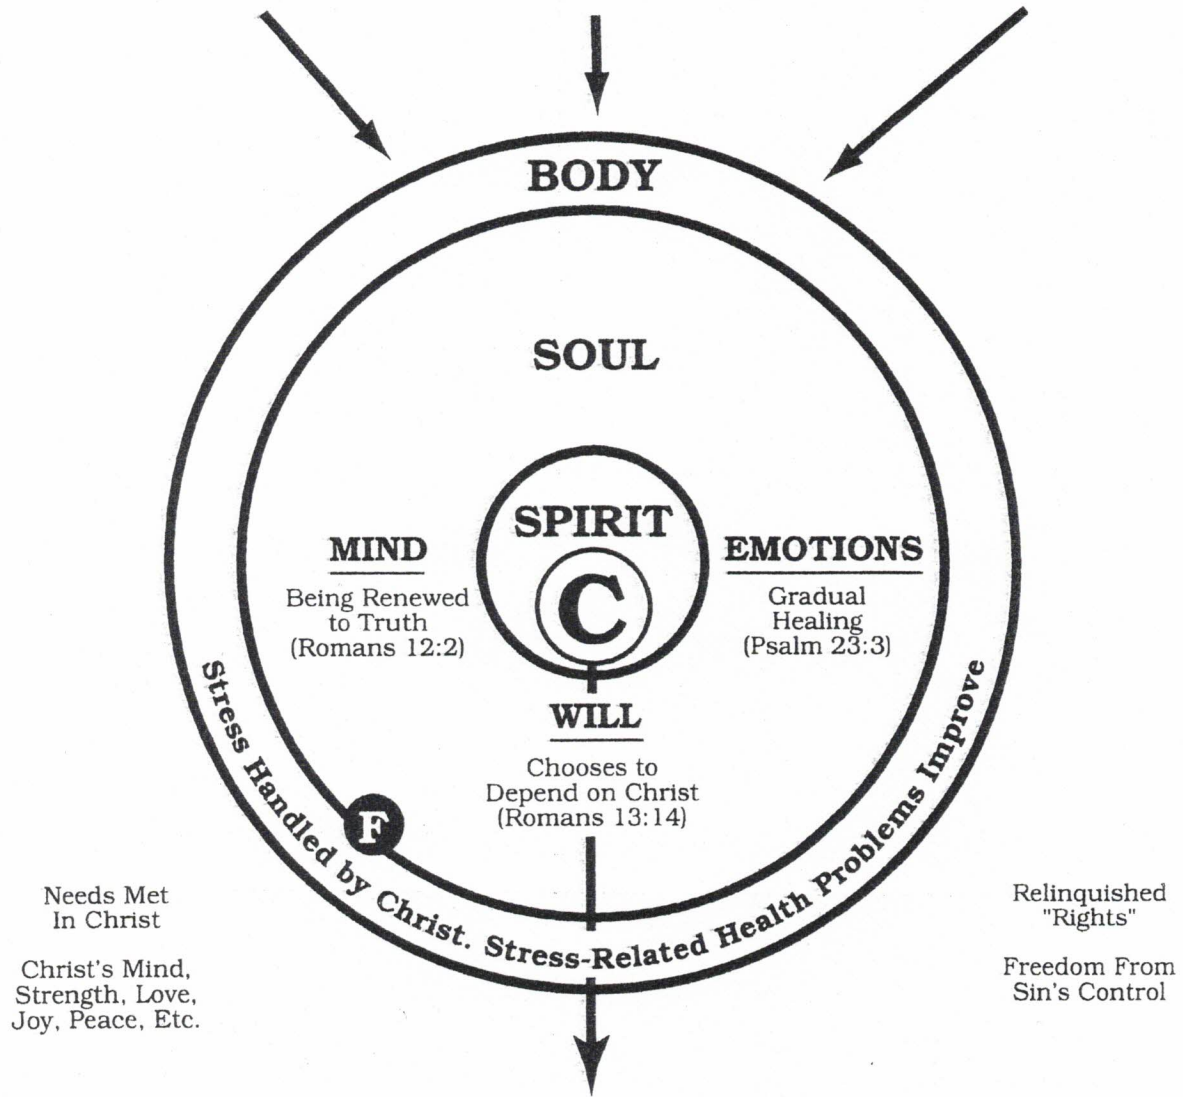 BODY
SOUL
SPIRIT
C
MIND
Being Renewed
to Truth
(Romans 12:2)
EMOTIONS
Gradual
Healing
(Psalm 23:3)
WILL
Chooses to
Depend on Christ
(Romans 13:14)
F
Stress Handled by Christ. Stress-Related Health Problems Improve
Needs Met
In Christ
Christ's Mind,
Strength, Love,
Joy, Peace, Etc.
Relinquished
"Rights"
Freedom From
Sin's Control